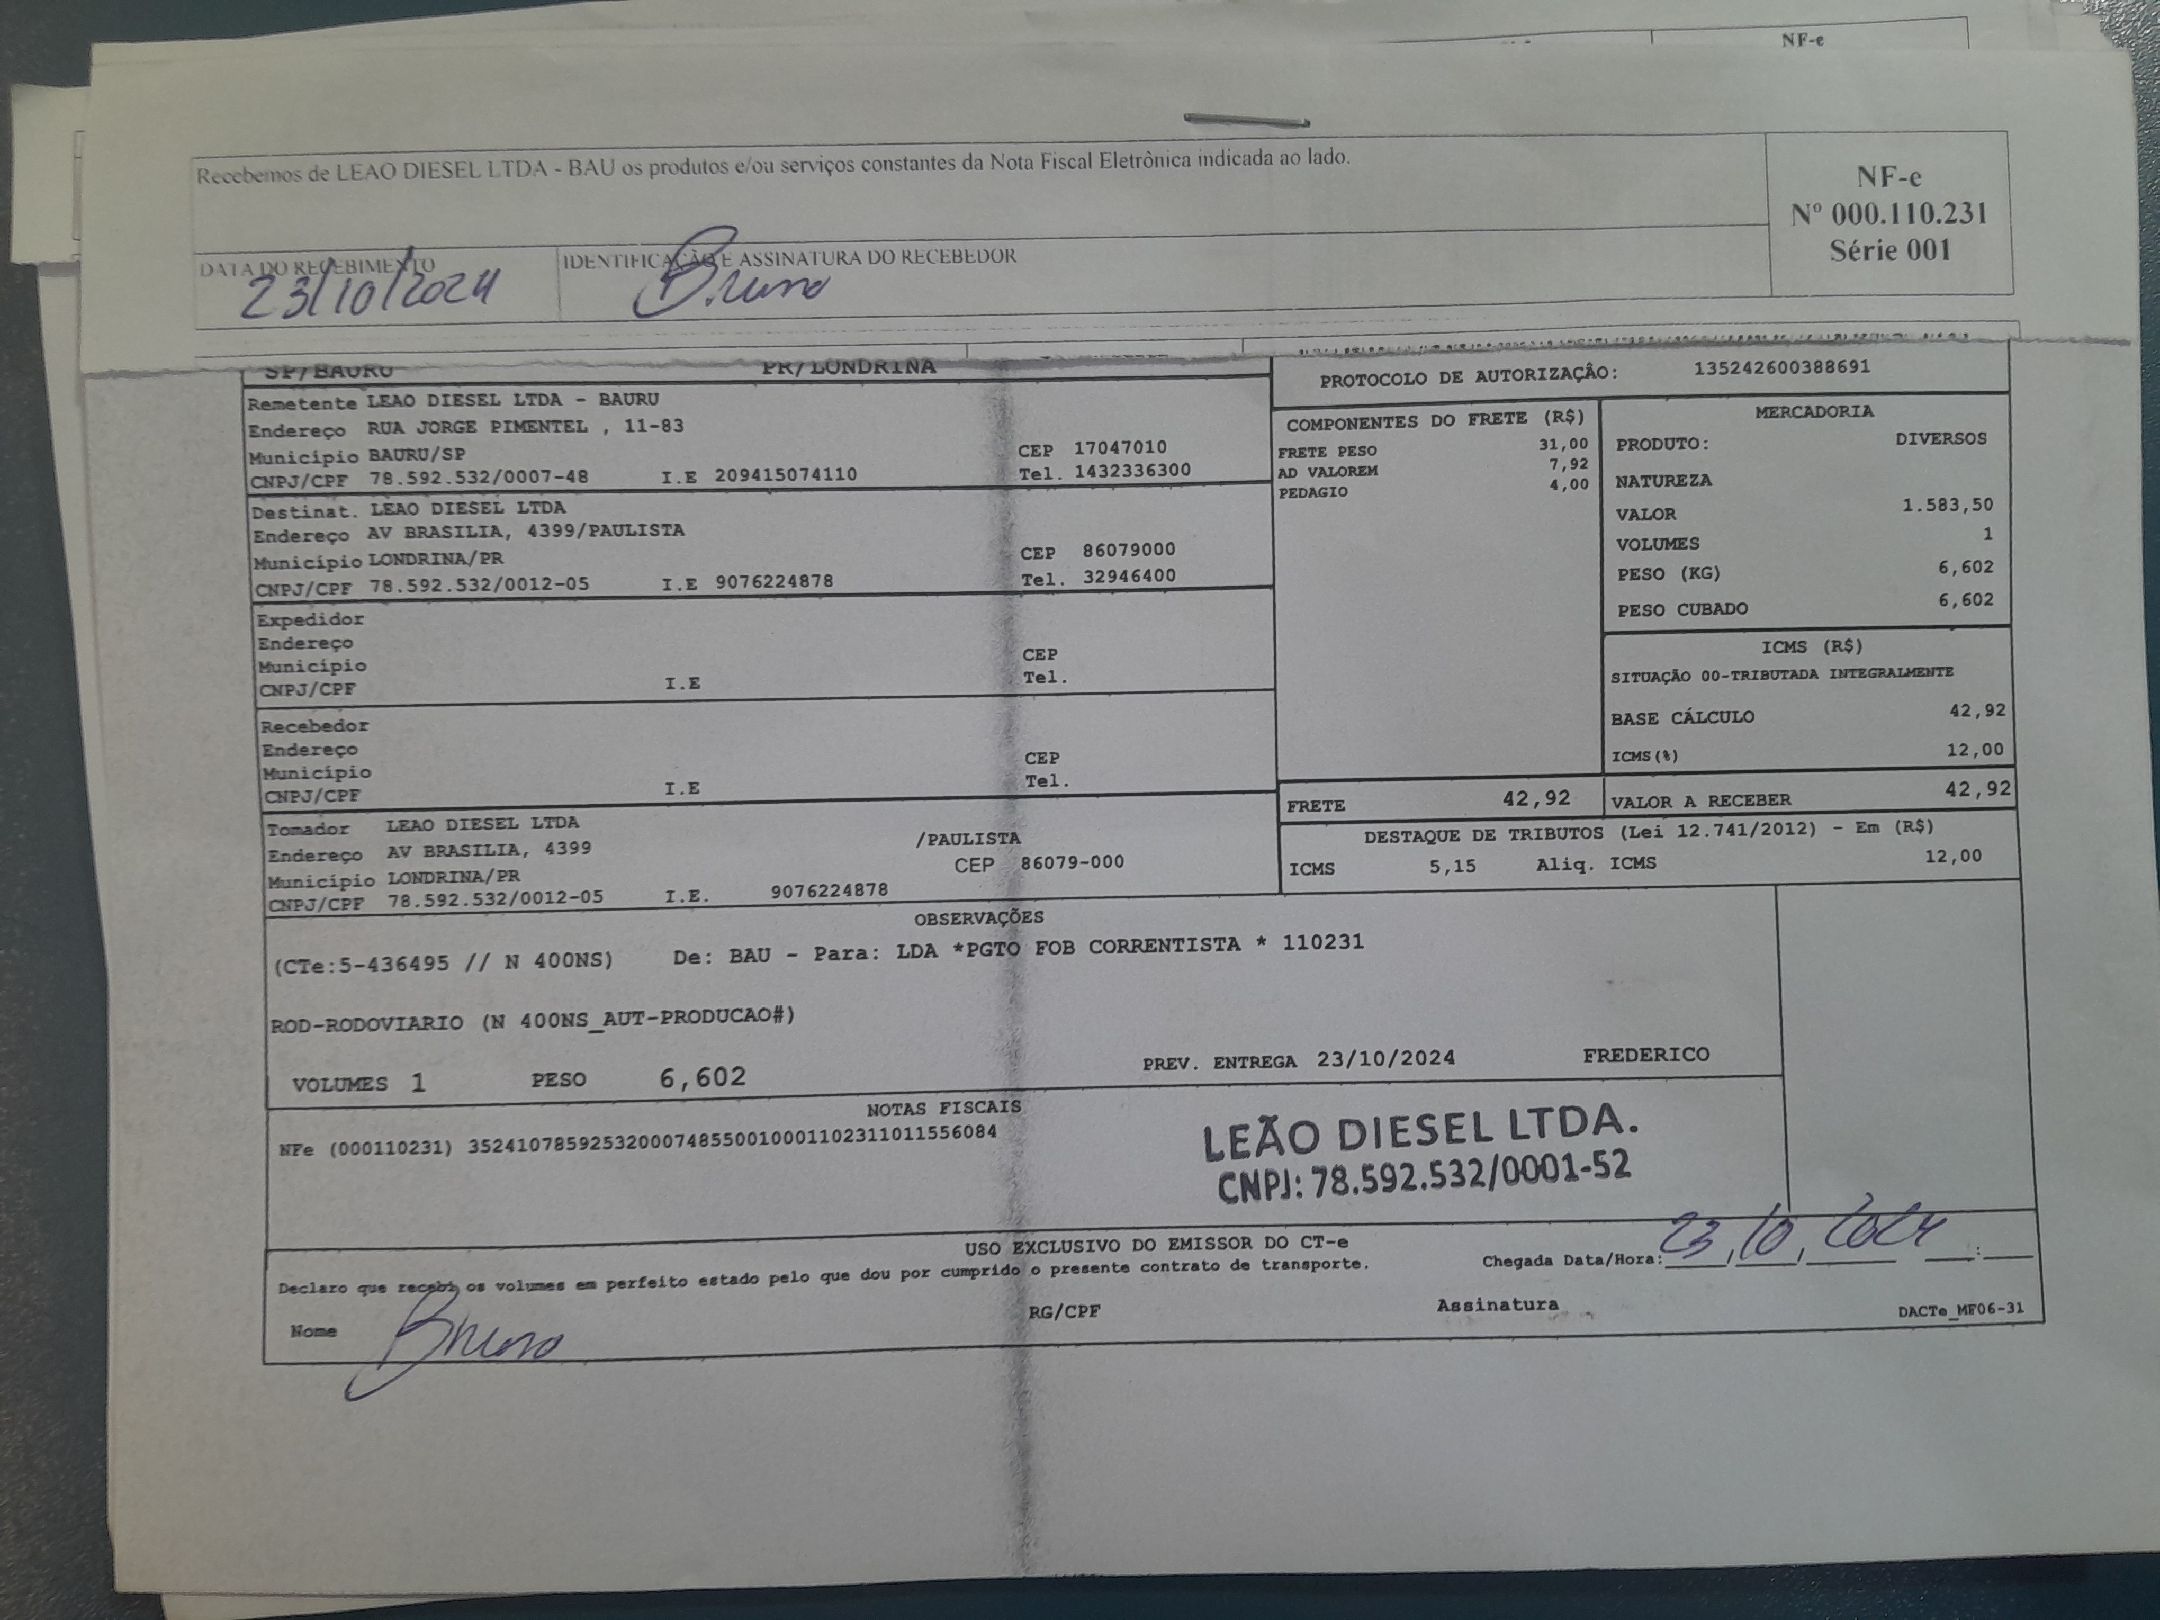 NF-e
Recebemos de LEAO DIESEL LTDA - BAU os produtos e/ou serviços constantes da Nota Fiscal Eletrônica indicada ao lado.
NF-e
Nº 000.110.231
Série 001
DATA DO RECEBIMENTO
23/10/2024
IDENTIFICAÇÃO E ASSINATURA DO RECEBEDOR
Bruno
SP/BAURU PR/LONDRINA
PROTOCOLO DE AUTORIZAÇÃO: 135242600388691
Remetente LEAO DIESEL LTDA - BAURU
Endereço RUA JORGE PIMENTEL , 11-83
Município BAURU/SP CEP 17047010
CNPJ/CPF 78.592.532/0007-48 I.E 209415074110 Tel. 1432336300
Destinat. LEAO DIESEL LTDA
Endereço AV BRASILIA, 4399/PAULISTA
Município LONDRINA/PR CEP 86079000
CNPJ/CPF 78.592.532/0012-05 I.E 9076224878 Tel. 32946400
Expedidor
Endereço
Município CEP
CNPJ/CPF I.E Tel.
Recebedor
Endereço
Município CEP
CNPJ/CPF I.E Tel.
Tomador LEAO DIESEL LTDA
Endereço AV BRASILIA, 4399 /PAULISTA
Município LONDRINA/PR CEP 86079-000
CNPJ/CPF 78.592.532/0012-05 I.E. 9076224878
COMPONENTES DO FRETE (R$)
FRETE PESO 31,00
AD VALOREM 7,92
PEDAGIO 4,00
MERCADORIA
PRODUTO: DIVERSOS
NATUREZA
VALOR 1.583,50
VOLUMES 1
PESO (KG) 6,602
PESO CUBADO 6,602
ICMS (R$)
SITUAÇÃO 00-TRIBUTADA INTEGRALMENTE
BASE CÁLCULO 42,92
ICMS(%) 12,00
FRETE 42,92 VALOR A RECEBER 42,92
DESTAQUE DE TRIBUTOS (Lei 12.741/2012) - Em (R$)
ICMS 5,15 Aliq. ICMS 12,00
OBSERVAÇÕES
(CTe:5-436495 // N 400NS) De: BAU - Para: LDA *PGTO FOB CORRENTISTA * 110231
ROD-RODOVIARIO (N 400NS_AUT-PRODUCAO#)
VOLUMES 1 PESO 6,602 PREV. ENTREGA 23/10/2024 FREDERICO
NOTAS FISCAIS
NFe (000110231) 35241078592532000748550010001102311011556084
LEÃO DIESEL LTDA.
CNPJ: 78.592.532/0001-52
USO EXCLUSIVO DO EMISSOR DO CT-e
Declaro que recebi os volumes em perfeito estado pelo que dou por cumprido o presente contrato de transporte.
Chegada Data/Hora: 23/10/2024 :
Nome Bruno RG/CPF Assinatura DACTe_MF06-31